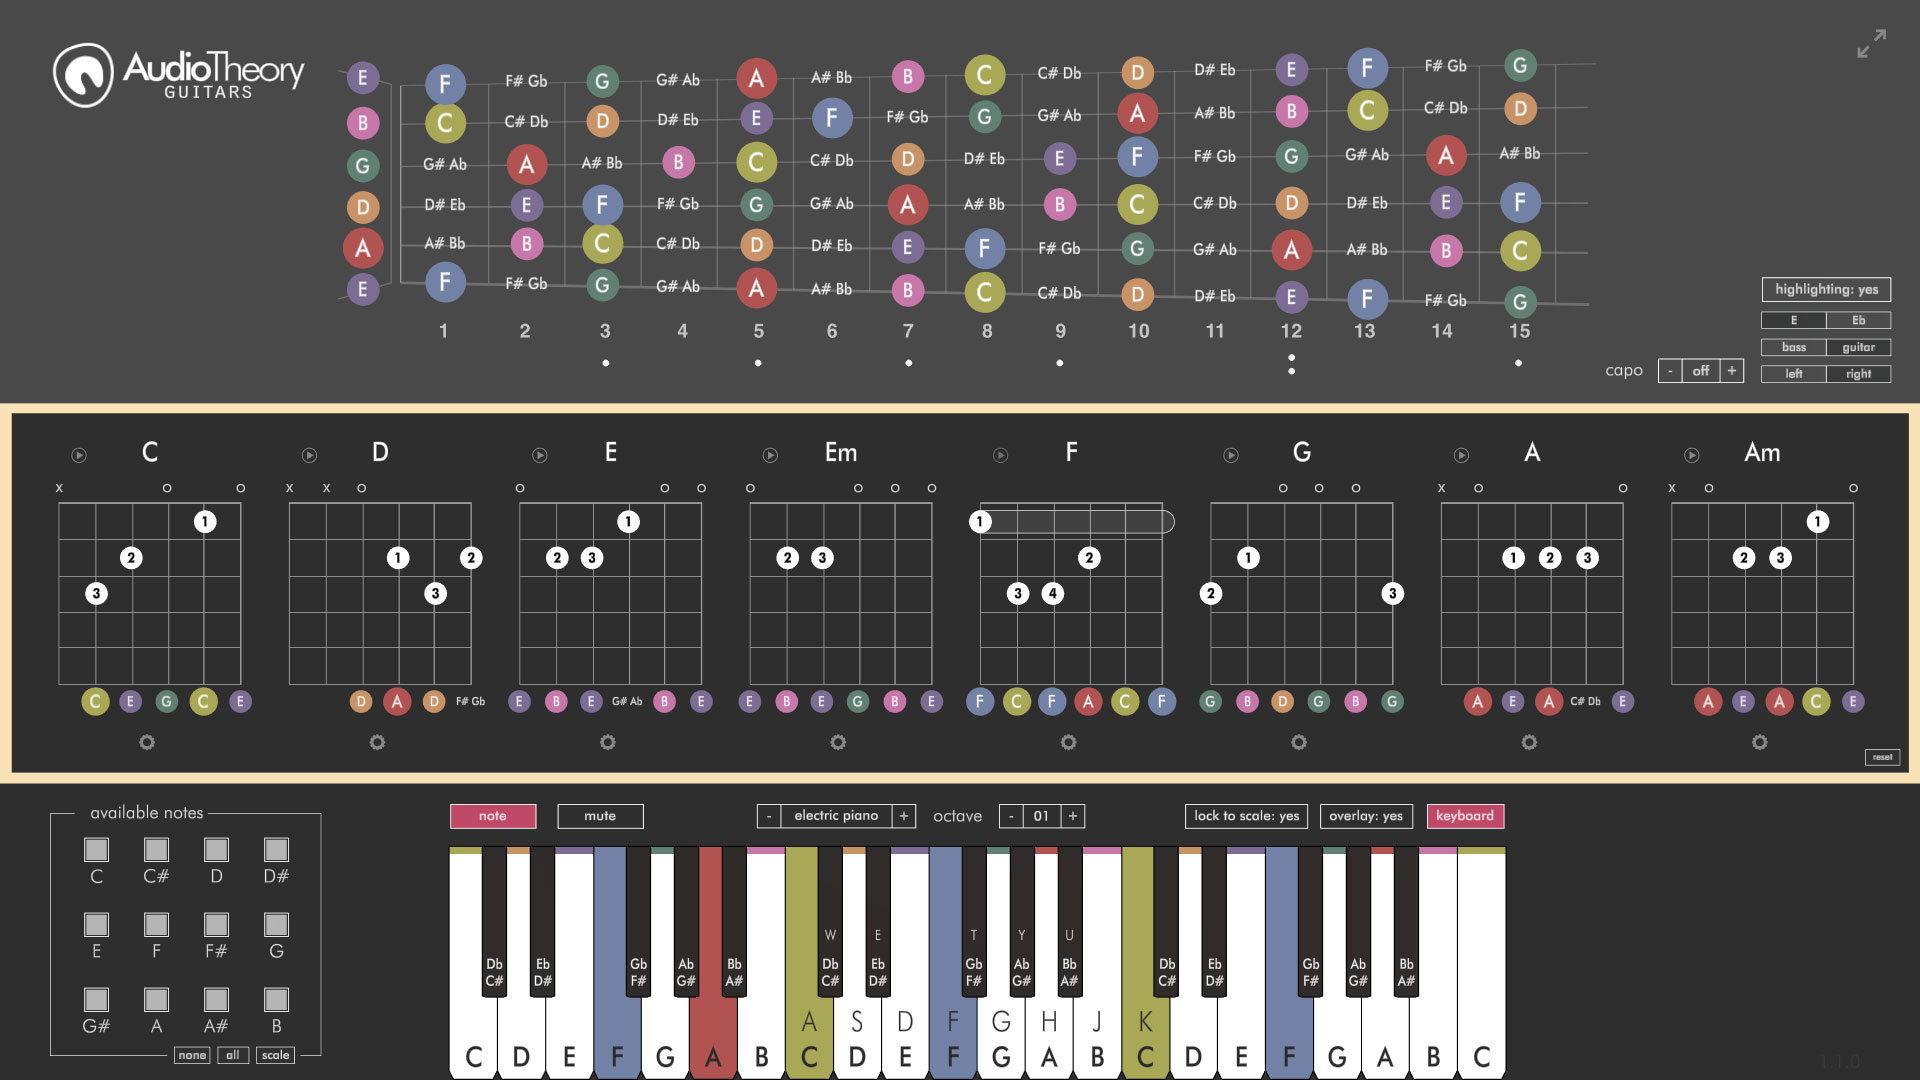 AudioTheory
GUITARS
E F F# Gb G G# Ab A A# Bb B C C# Db D D# Eb E F F# Gb G
B C C# Db D D# Eb E F F# Gb G G# Ab A A# Bb B C C# Db D
G G# Ab A A# Bb B C C# Db D D# Eb E F F# Gb G G# Ab A A# Bb
D D# Eb E F F# Gb G G# Ab A A# Bb B C C# Db D D# Eb E F
A A# Bb B C C# Db D D# Eb E F F# Gb G G# Ab A A# Bb B C
E F F# Gb G G# Ab A A# Bb B C C# Db D D# Eb E F F# Gb G
1 2 3 4 5 6 7 8 9 10 11 12 13 14 15
highlighting: yes
E Eb
bass guitar
capo - off + left right
C D E Em F G A Am
x o o x x o o o o o o o o o o o x o o x o o
1 1 1 1
2 1 2 2 3 2 3 2 1 1 2 3 2 3
3 3 3 4 2 3
C E G C E D A D F# Gb E B E G# Ab B E E B E G B E F C F A C F G B D G B G A E A C# Db E A E A C E
reset
available notes
C C# D D#
E F F# G
G# A A# B
none all scale
note mute - electric piano + octave - 01 + lock to scale: yes overlay: yes keyboard
W E T Y U
Db Eb Gb Ab Bb Db Eb Gb Ab Bb Db Eb Gb Ab Bb
C# D# F# G# A# C# D# F# G# A# C# D# F# G# A#
A S D F G H J K
C D E F G A B C D E F G A B C D E F G A B C
1.1.0